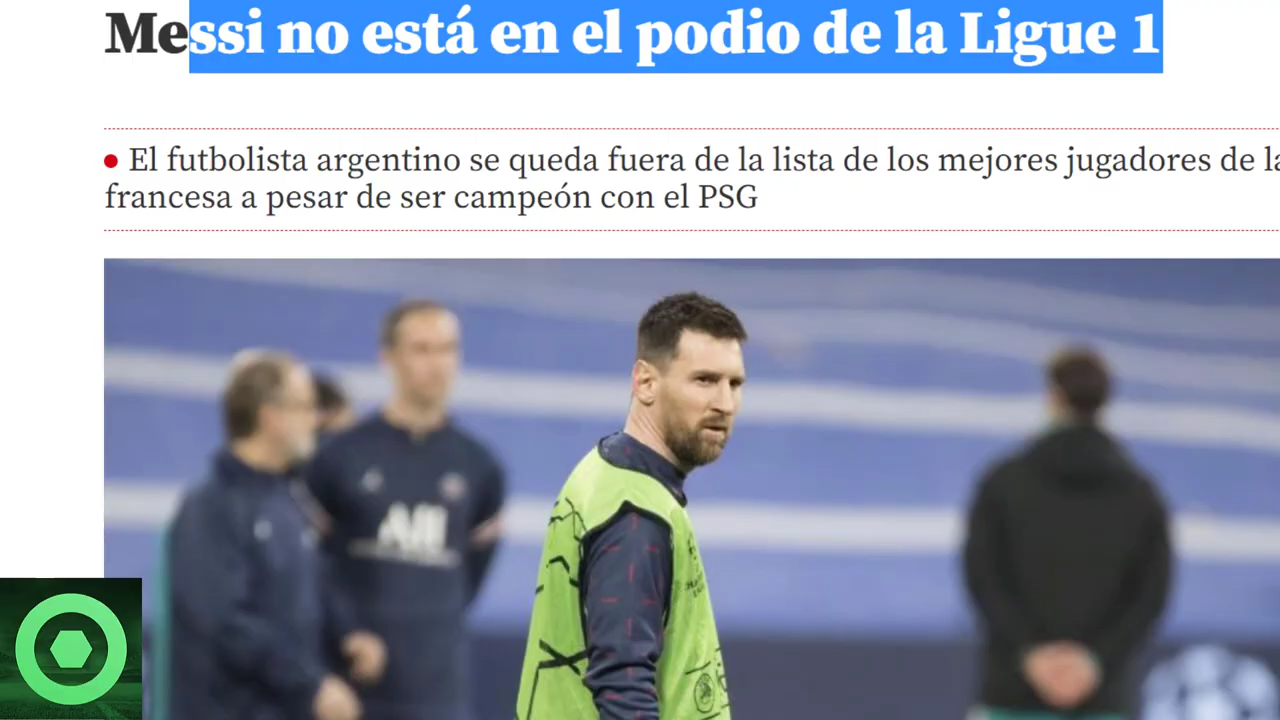 Messi no está en el podio de la Ligue 1
El futbolista argentino se queda fuera de la lista de los mejores jugadores de la
francesa a pesar de ser campeón con el PSG